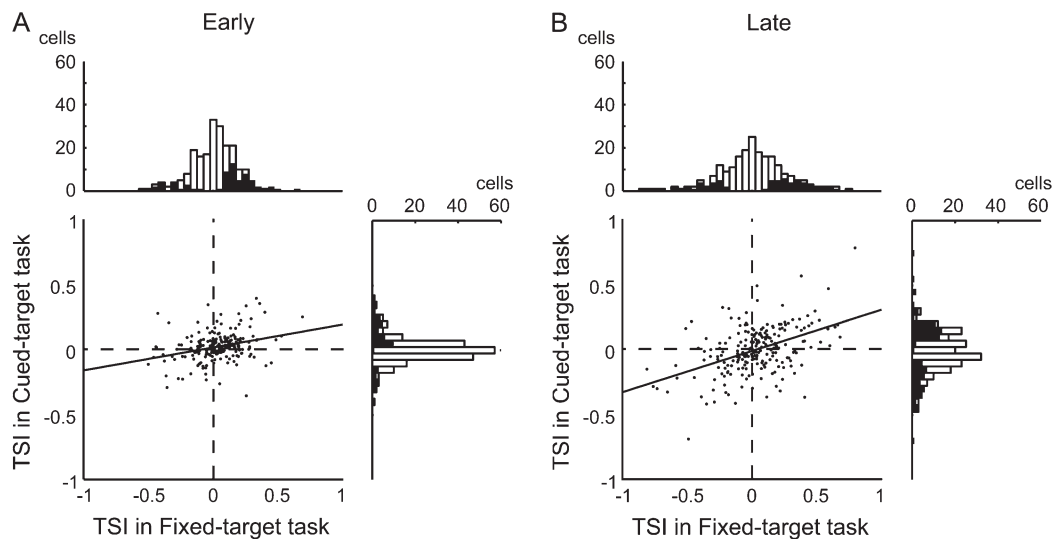 A Early
cells
60
40
20
0
cells
0 20 40 60
TSI in Cued-target task
1
0.5
0
-0.5
-1
-1 -0.5 0 0.5 1
TSI in Fixed-target task
B Late
cells
60
40
20
0
cells
0 20 40 60
TSI in Cued-target task
1
0.5
0
-0.5
-1
-1 -0.5 0 0.5 1
TSI in Fixed-target task